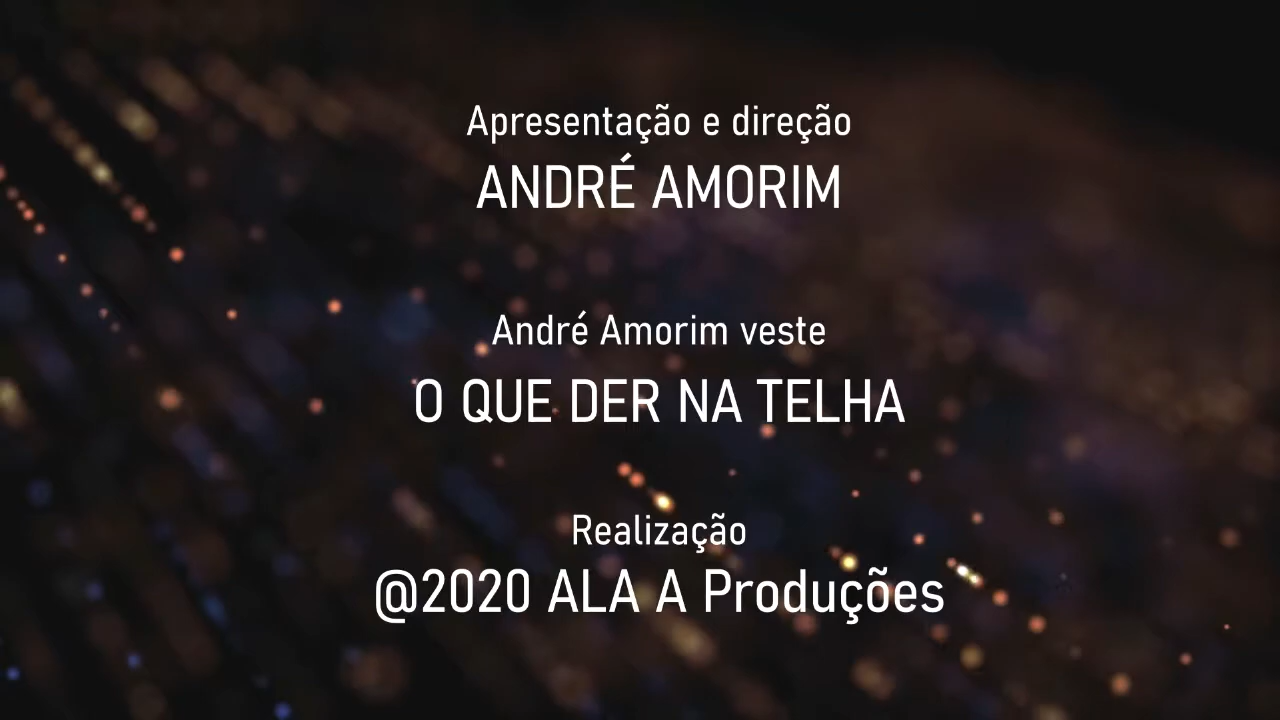 Apresentação e direção
ANDRÉ AMORIM
André Amorim veste
O QUE DER NA TELHA
Realização
@2020 ALA A Produções